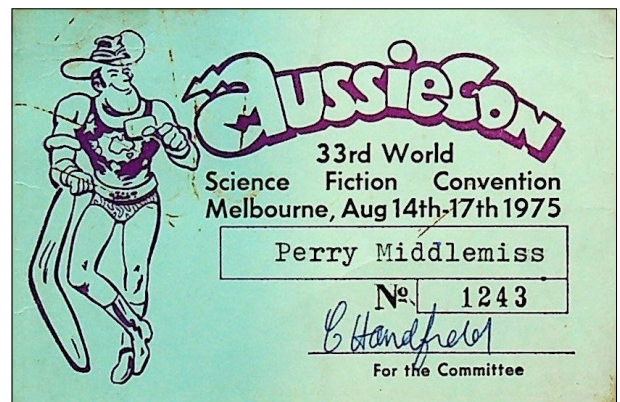 AUSSIECON
33rd World
Science Fiction Convention
Melbourne, Aug 14th-17th 1975
Perry Middlemiss
Nº 1243
C Handfield
For the Committee